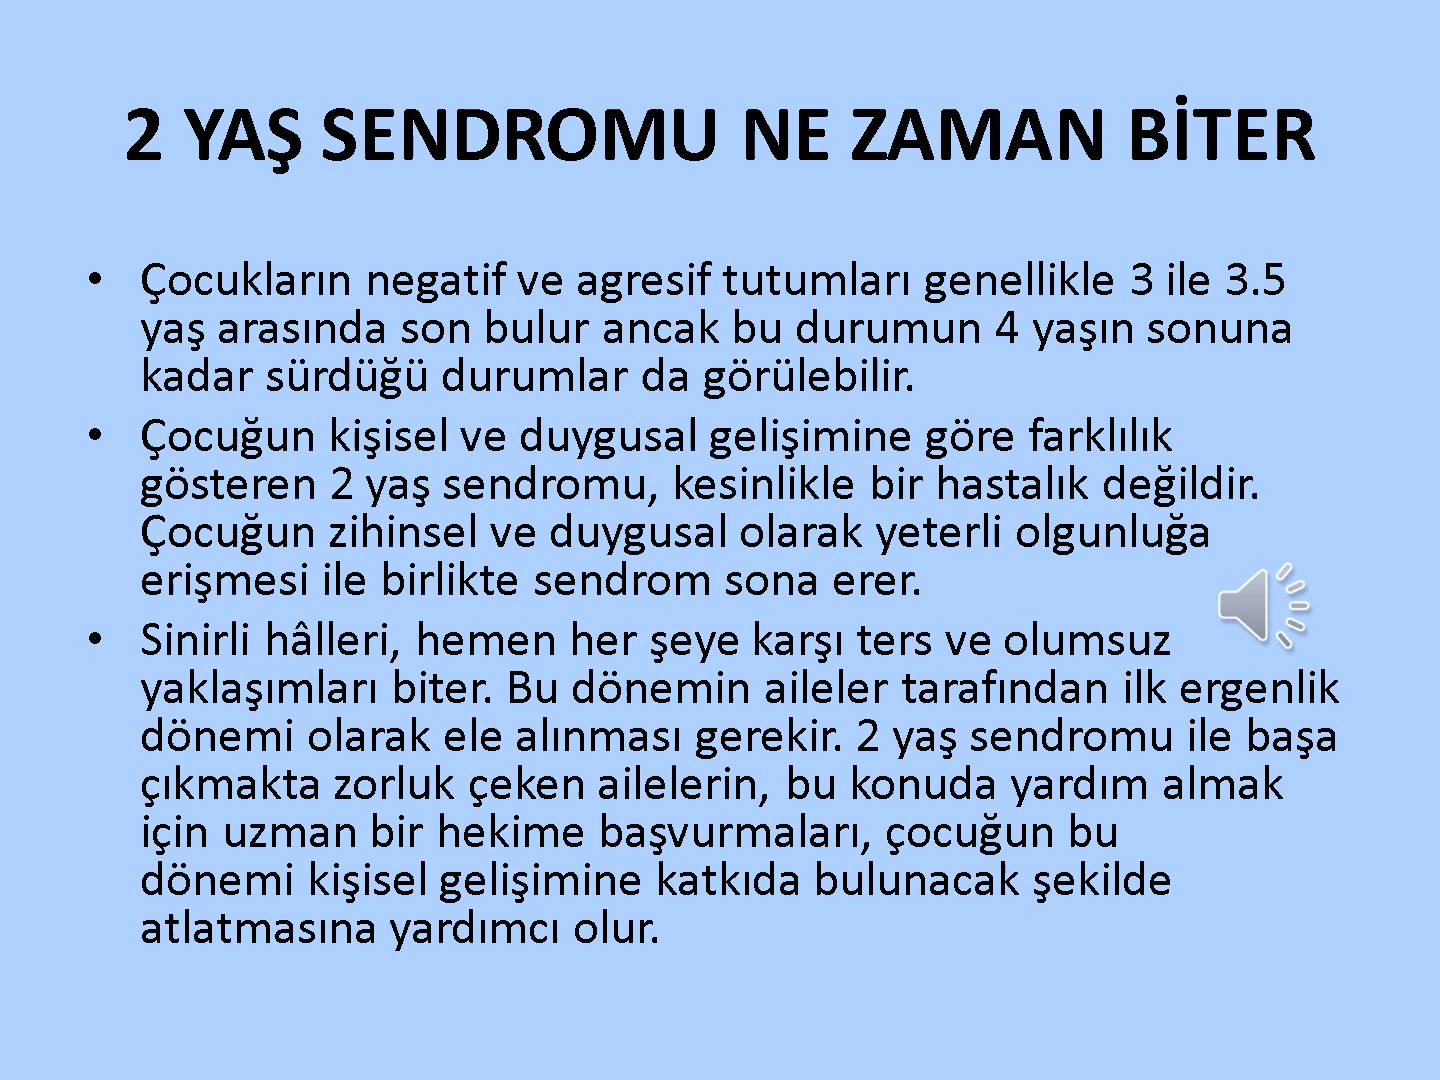 2 YAŞ SENDROMU NE ZAMAN BİTER
• Çocukların negatif ve agresif tutumları genellikle 3 ile 3.5
yaş arasında son bulur ancak bu durumun 4 yaşın sonuna
kadar sürdüğü durumlar da görülebilir.
• Çocuğun kişisel ve duygusal gelişimine göre farklılık
gösteren 2 yaş sendromu, kesinlikle bir hastalık değildir.
Çocuğun zihinsel ve duygusal olarak yeterli olgunluğa
erişmesi ile birlikte sendrom sona erer.
• Sinirli hâlleri, hemen her şeye karşı ters ve olumsuz
yaklaşımları biter. Bu dönemin aileler tarafından ilk ergenlik
dönemi olarak ele alınması gerekir. 2 yaş sendromu ile başa
çıkmakta zorluk çeken ailelerin, bu konuda yardım almak
için uzman bir hekime başvurmaları, çocuğun bu
dönemi kişisel gelişimine katkıda bulunacak şekilde
atlatmasına yardımcı olur.